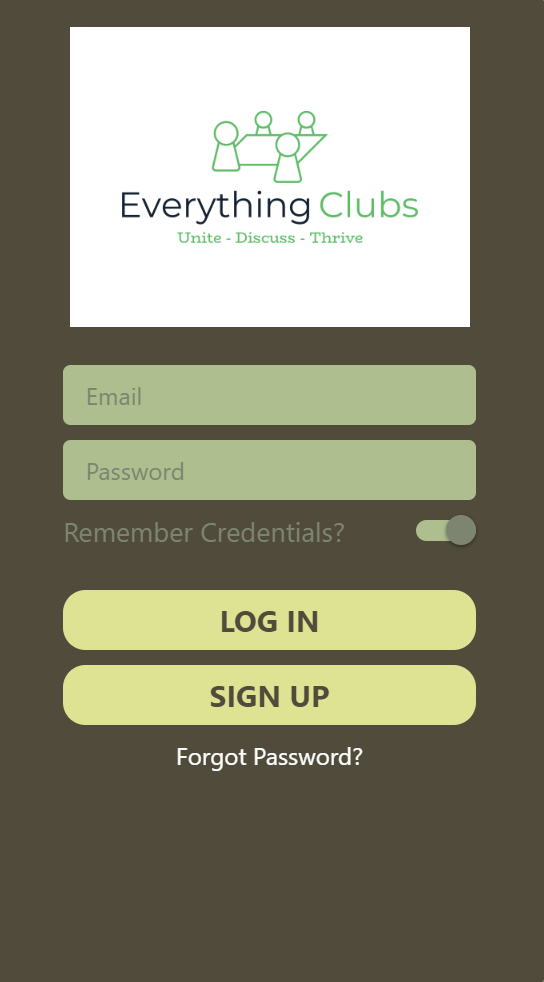 Everything Clubs
Unite - Discuss - Thrive
Email
Password
Remember Credentials?
LOG IN
SIGN UP
Forgot Password?